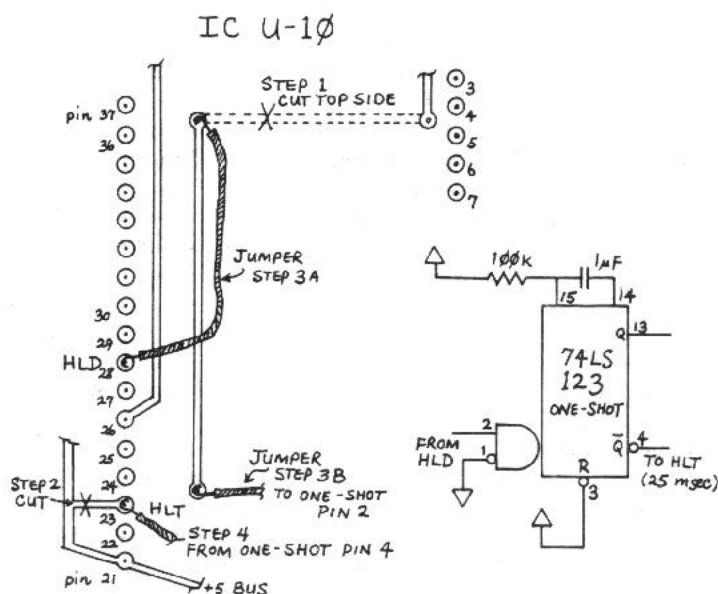 IC U-1Ø
STEP 1
CUT TOP SIDE
pin 37
36
3
4
5
6
7
JUMPER
STEP 3A
30
29
HLD
28
27
26
25
24
STEP 2
CUT
23
HLT
22
STEP 4
FROM ONE-SHOT PIN 4
pin 21
+5 BUS
JUMPER
STEP 3B
TO ONE-SHOT
PIN 2
1ØØK
1µF
15
14
Q
13
74LS
123
ONE-SHOT
2
FROM
HLD
1
Q̅
4
TO HLT
(25 msec)
R
3